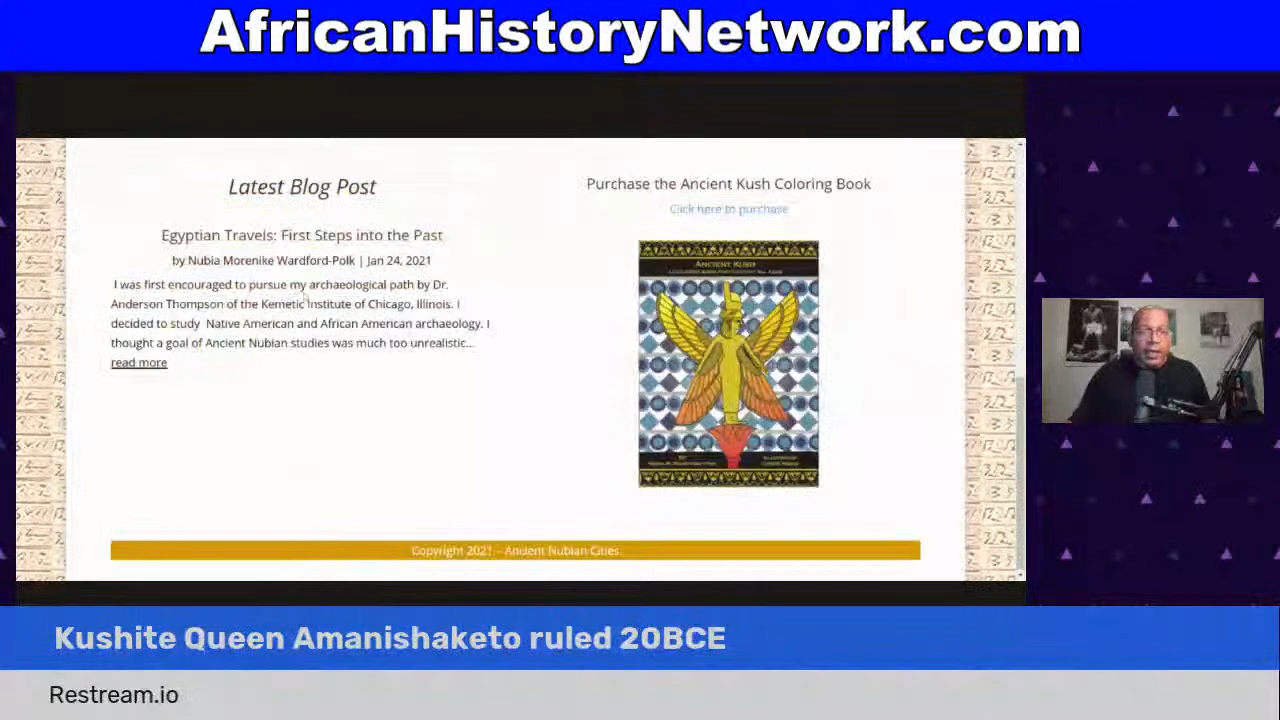 AfricanHistoryNetwork.com
Latest Blog Post
Egyptian Travels: First Steps into the Past
by Nubia Morenike Wardford-Polk | Jan 24, 2021
I was first encouraged to pursue my archaeological path by Dr.
Anderson Thompson of the Kemetic Institute of Chicago, Illinois. I
decided to study Native American and African American archaeology. I
thought a goal of Ancient Nubian studies was much too unrealistic...
read more
Purchase the Ancient Kush Coloring Book
Click here to purchase
ANCIENT KUSH
Copyright 2021 - Ancient Nubian Cities
Kushite Queen Amanishaketo ruled 20BCE
Restream.io